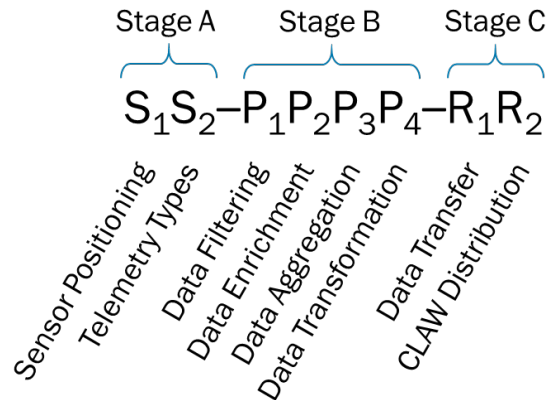 Stage A Stage B Stage C
S₁S₂–P₁P₂P₃P₄–R₁R₂
Sensor Positioning
Telemetry Types
Data Filtering
Data Enrichment
Data Aggregation
Data Transformation
Data Transfer
CLAW Distribution